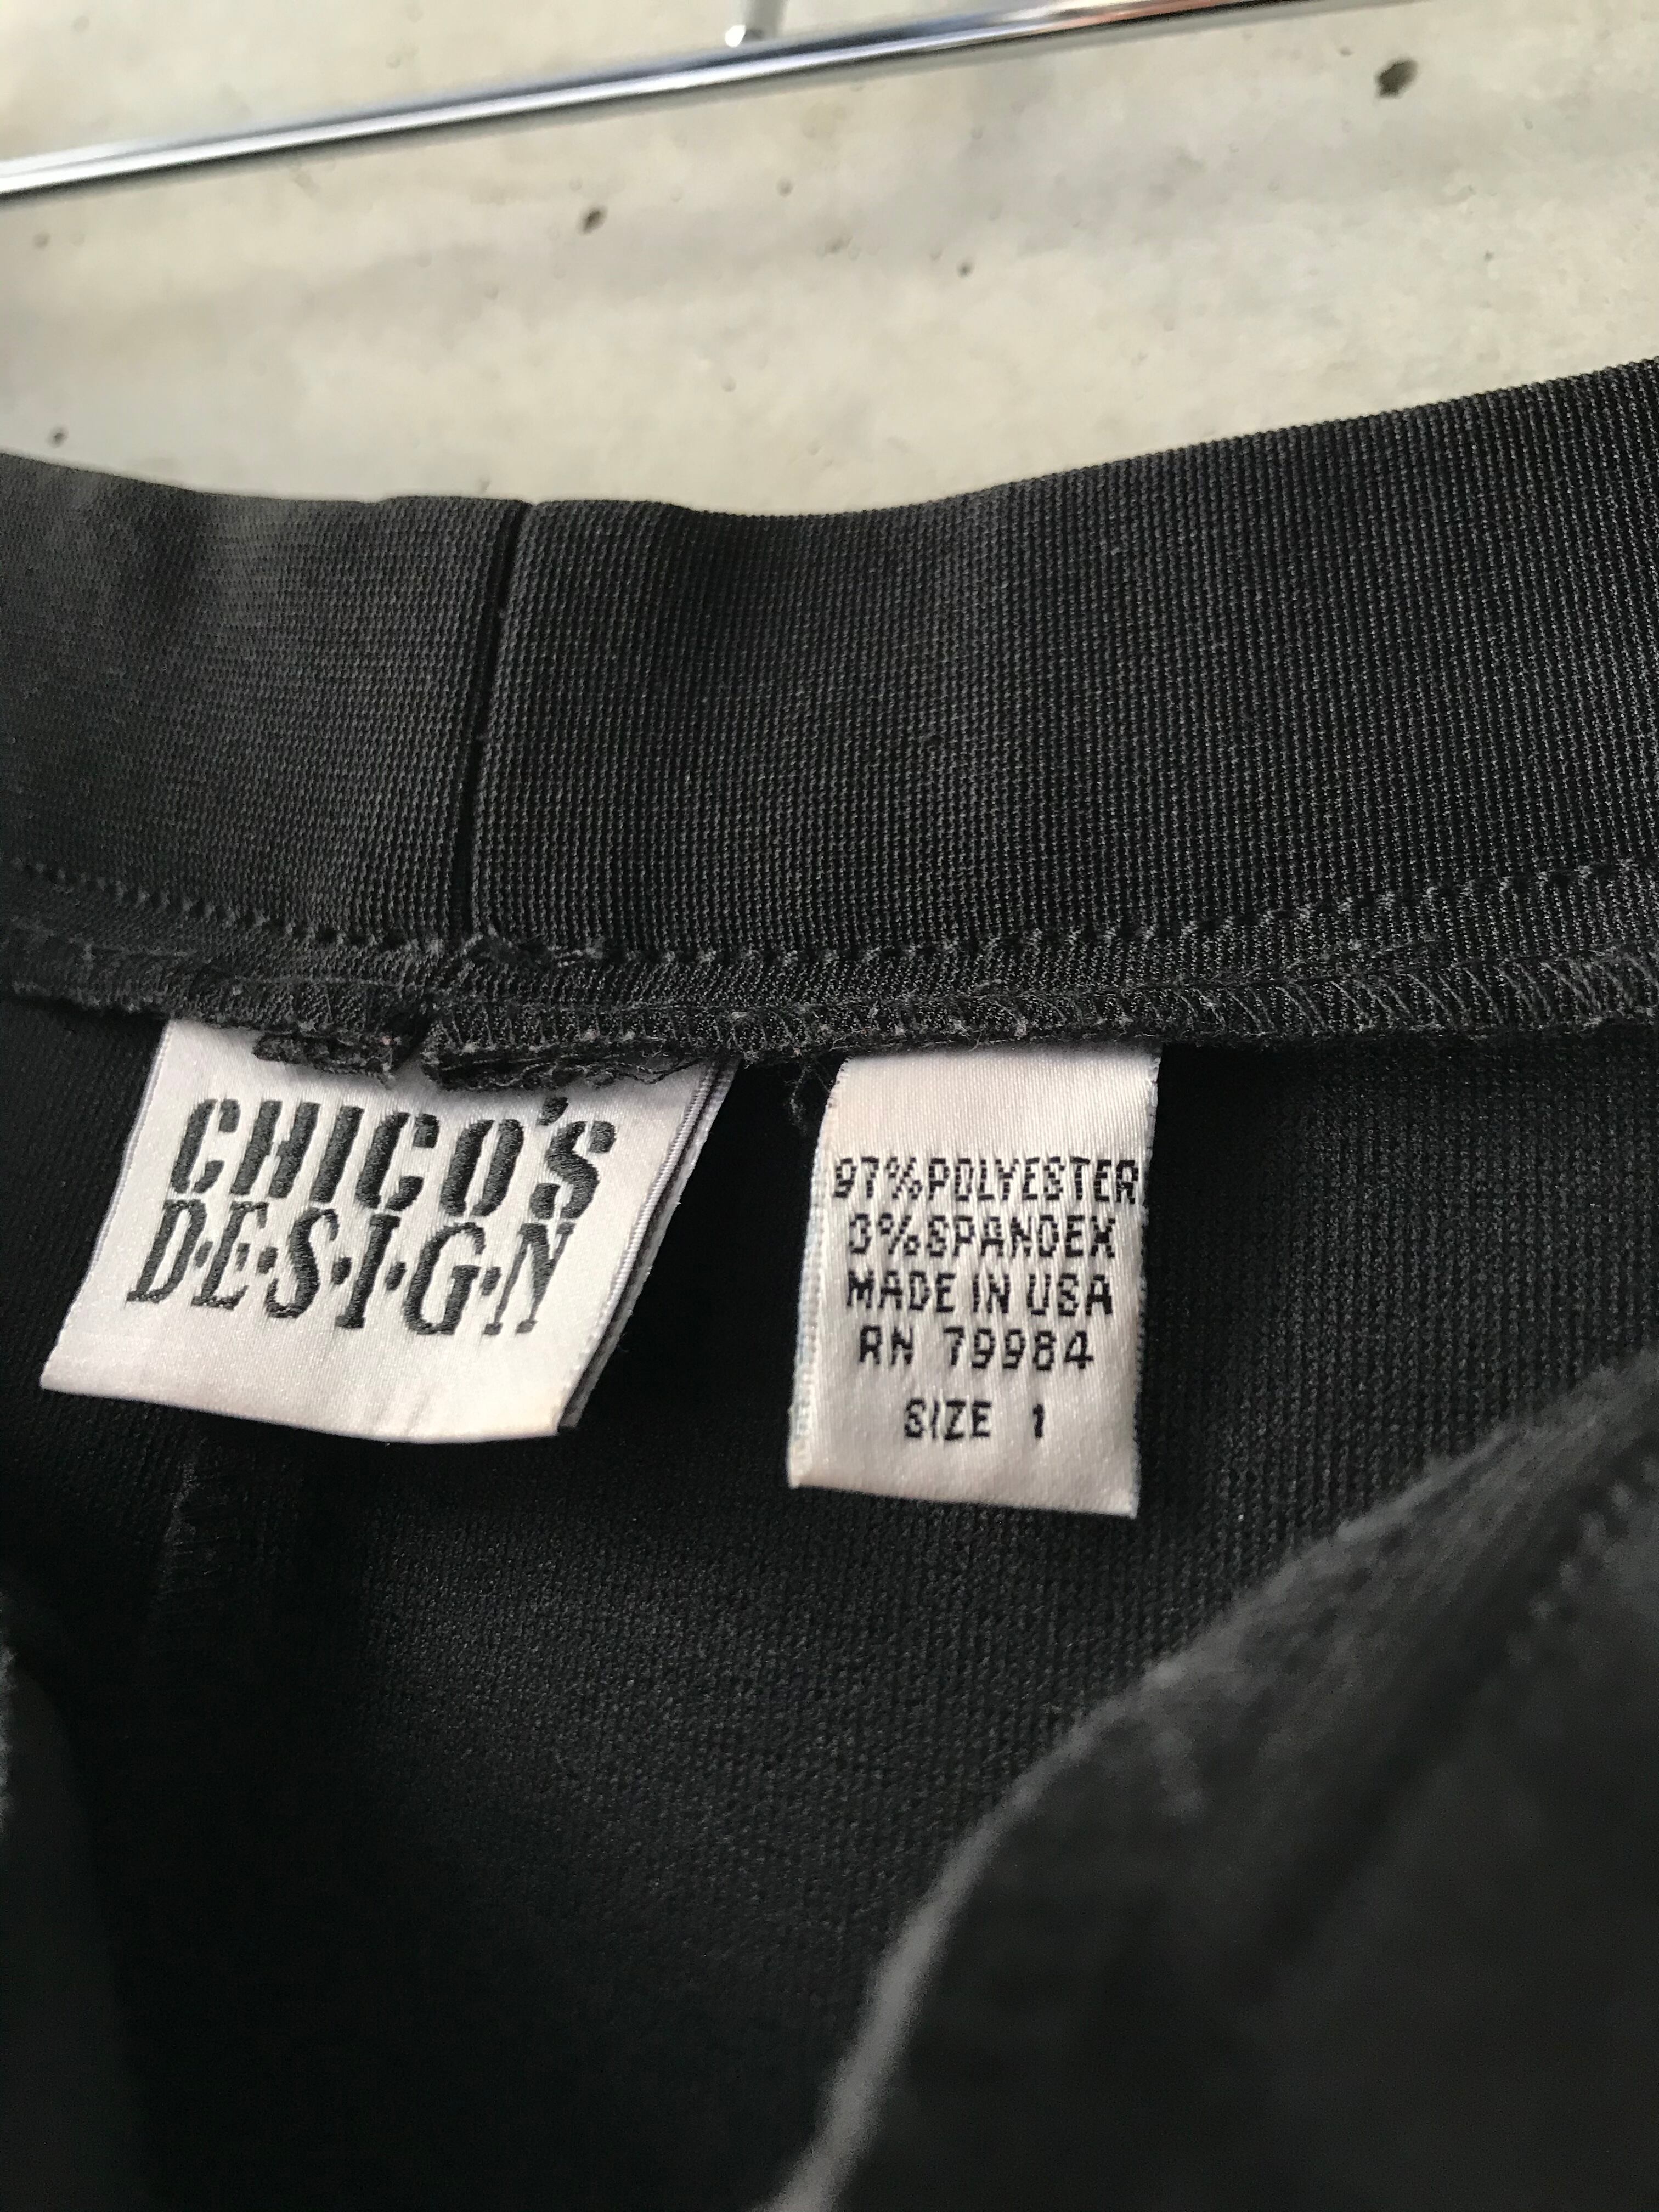 CHICO'S
D·E·S·I·G·N
97% POLYESTER
3% SPANDEX
MADE IN USA
RN 79984
SIZE 1